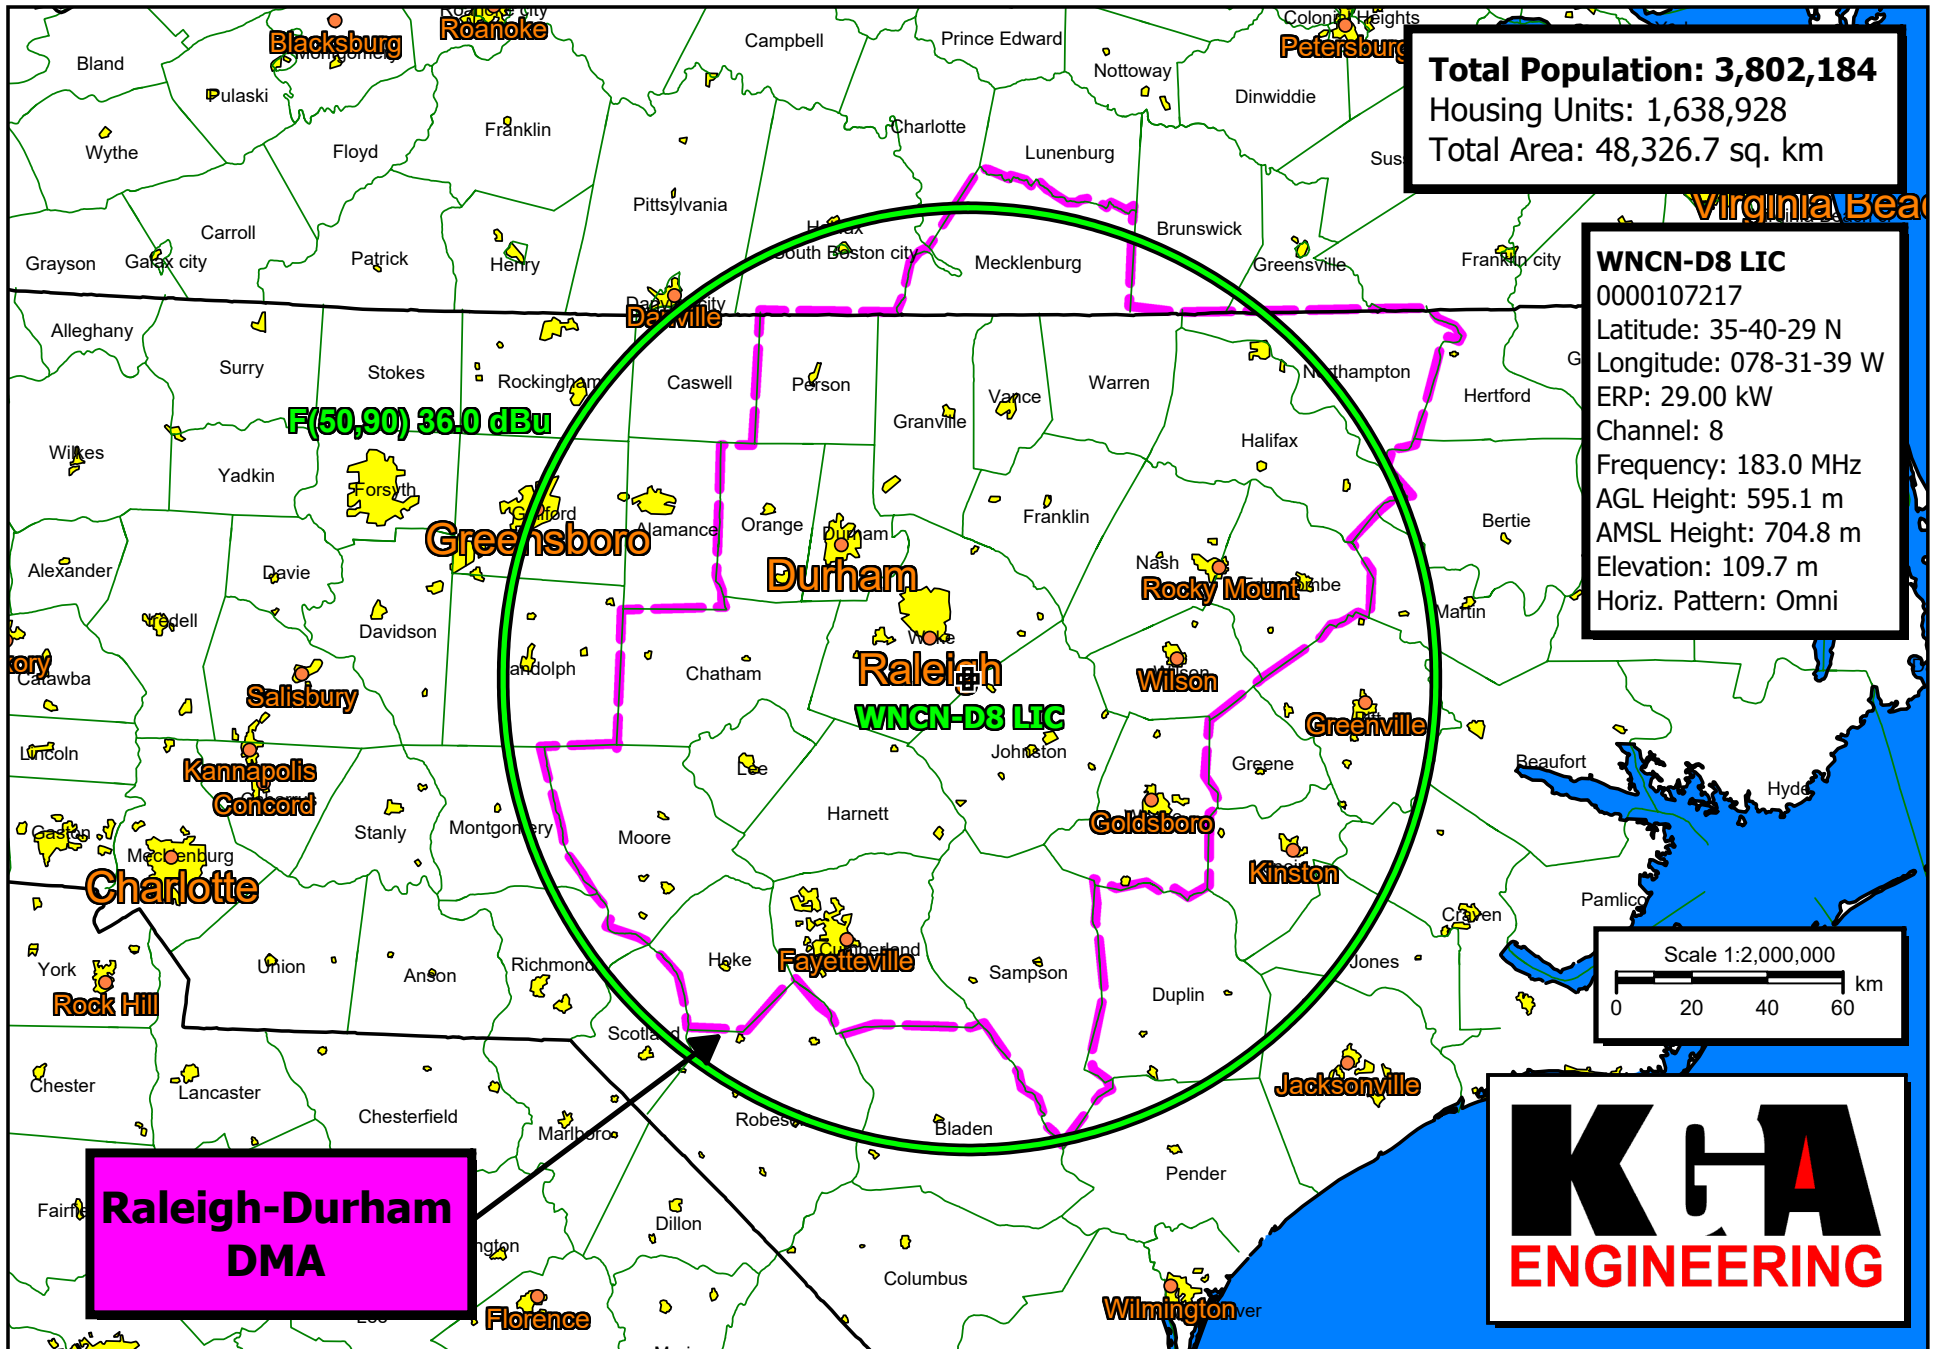 Roanoke
Blacksburg
Colonial Heights
Petersburg
Bland
Campbell
Prince Edward
Nottoway
Pulaski
Dinwiddie
Total Population: 3,802,184
Housing Units: 1,638,928
Total Area: 48,326.7 sq. km
Wythe
Floyd
Franklin
Charlotte
Lunenburg
Pittsylvania
Carroll
Brunswick
Grayson
Galax city
Patrick
Henry
South Boston city
Mecklenburg
Greensville
Franklin city
WNCN-D8 LIC
0000107217
Latitude: 35-40-29 N
Longitude: 078-31-39 W
ERP: 29.00 kW
Channel: 8
Frequency: 183.0 MHz
AGL Height: 595.1 m
AMSL Height: 704.8 m
Elevation: 109.7 m
Horiz. Pattern: Omni
Danville
Alleghany
Surry
Stokes
Rockingham
Caswell
Person
Granville
Vance
Warren
Northampton
Hertford
F(50,90) 36.0 dBu
Wilkes
Yadkin
Forsyth
Guilford
Greensboro
Alamance
Orange
Durham
Durham
Franklin
Halifax
Bertie
Alexander
Davie
Nash
Rocky Mount
Martin
Iredell
Davidson
Wake
Raleigh
WNCN-D8 LIC
Wilson
Catawba
Salisbury
Chatham
Greenville
Lincoln
Kannapolis
Concord
Lee
Johnston
Greene
Beaufort
Hyde
Gaston
Mecklenburg
Charlotte
Stanly
Montgomery
Moore
Harnett
Goldsboro
Kinston
Craven
Pamlico
York
Rock Hill
Union
Anson
Richmond
Hoke
Cumberland
Fayetteville
Sampson
Duplin
Jones
Scale 1:2,000,000
0 20 40 60 km
Scotland
Chester
Lancaster
Chesterfield
Marlboro
Bladen
Jacksonville
Pender
Raleigh-Durham
DMA
Dillon
Columbus
Florence
Wilmington
KGA
ENGINEERING